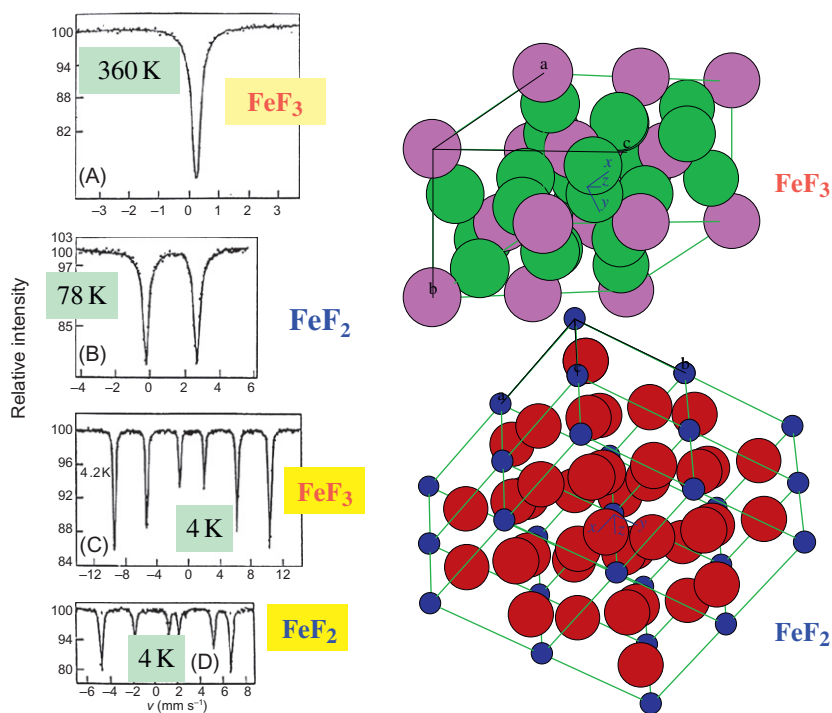 Relative intensity
100
94
88
82
360 K
FeF3
(A)
−3 −2 −1 0 1 2 3
103
100
97
85
78 K
FeF2
(B)
−4 −2 0 2 4 6
100
96
92
88
84
4.2K
FeF3
4 K
(C)
−12 −8 −4 0 4 8 12
100
94
80
FeF2
4 K
(D)
−6 −4 −2 0 2 4 6 8
v (mm s−1)
a
c
x
z
y
b
FeF3
a
c
b
x
z
y
FeF2